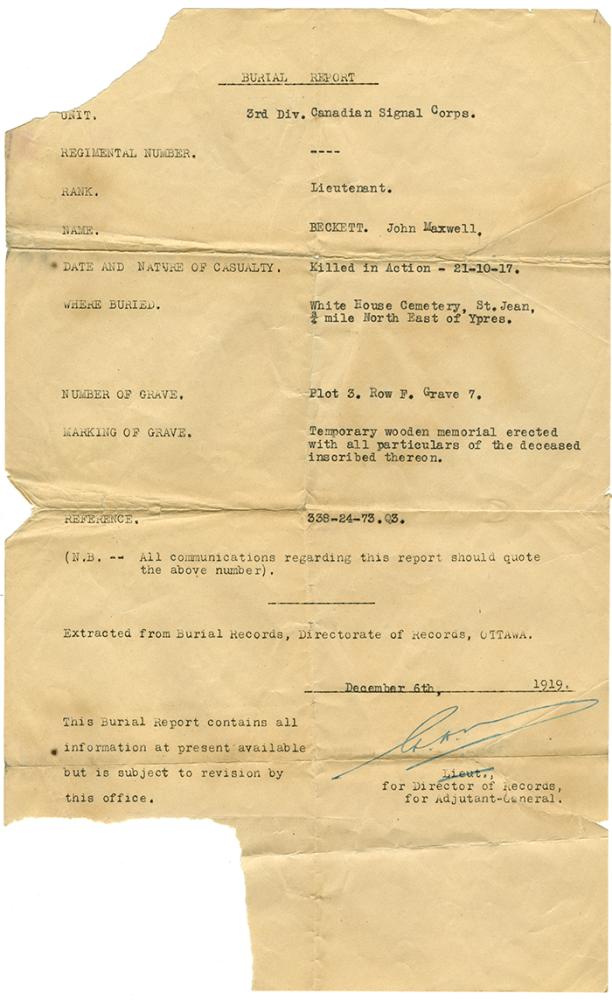 BURIAL REPORT
UNIT. 3rd Div. Canadian Signal Corps.
REGIMENTAL NUMBER. ----
RANK. Lieutenant.
NAME. BECKETT. John Maxwell.
DATE AND NATURE OF CASUALTY. Killed in Action - 21-10-17.
WHERE BURIED. White House Cemetery, St. Jean,
¾ mile North East of Ypres.
NUMBER OF GRAVE. Plot 3. Row F. Grave 7.
MARKING OF GRAVE. Temporary wooden memorial erected
with all particulars of the deceased
inscribed thereon.
REFERENCE. 338-24-73.Q3.
(N.B. -- All communications regarding this report should quote
the above number).
Extracted from Burial Records, Directorate of Records, OTTAWA.
December 6th, 1919.
This Burial Report contains all
information at present available
but is subject to revision by
this office.
Lieut.,
for Director of Records,
for Adjutant-General.